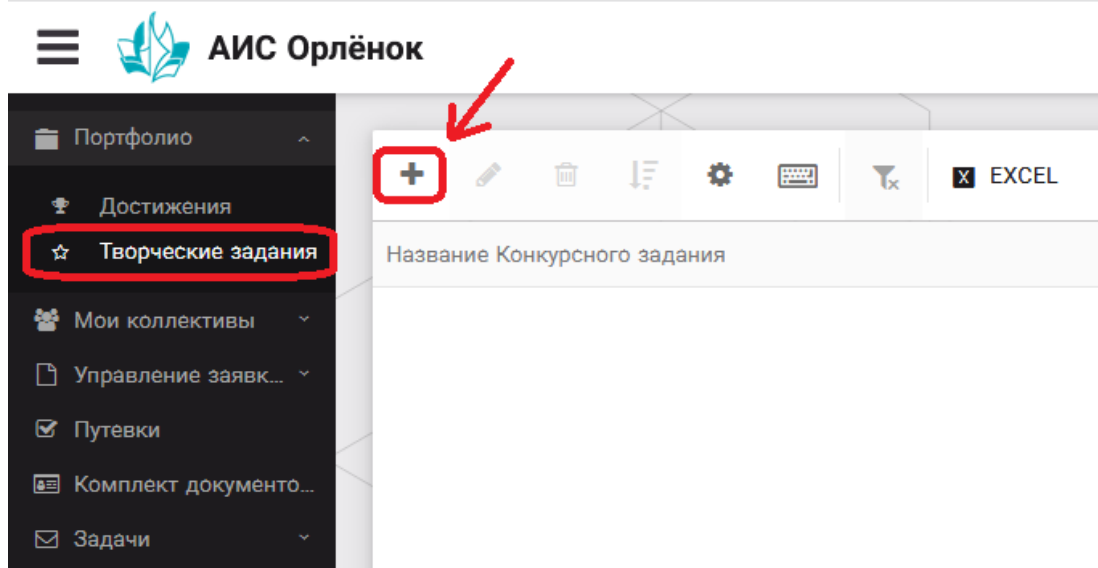 АИС Орлёнок
Портфолио
Достижения
Творческие задания
Мои коллективы
Управление заявк...
Путевки
Комплект документо...
Задачи
X EXCEL
Название Конкурсного задания